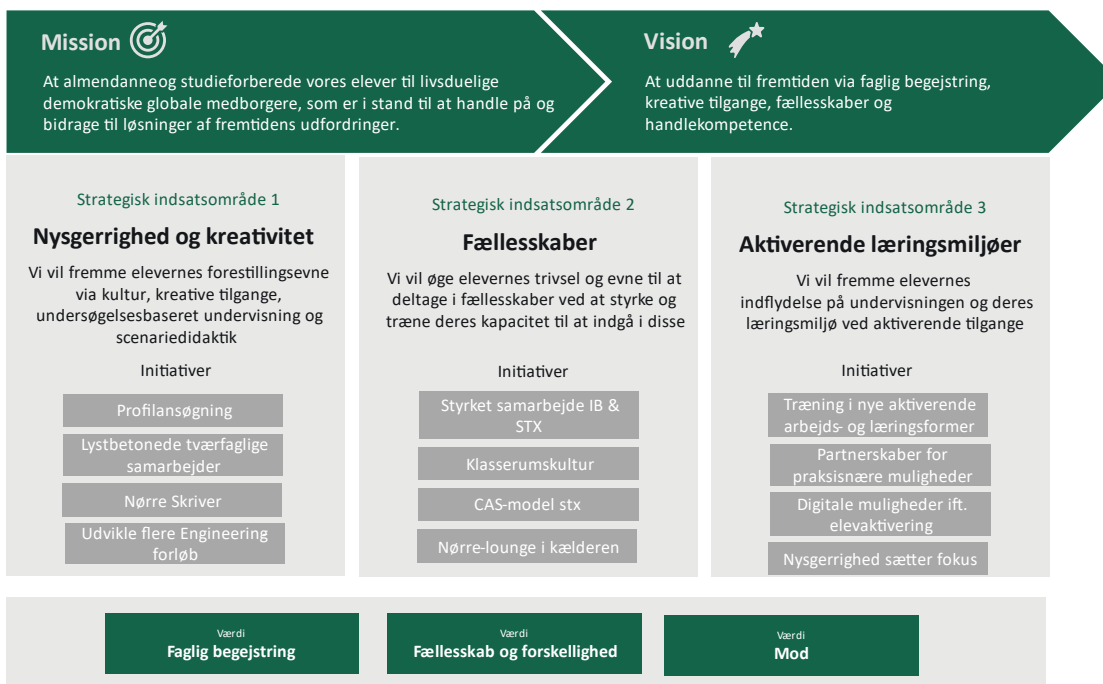 Mission
At almendanneog studieforberede vores elever til livsduelige
demokratiske globale medborgere, som er i stand til at handle på og
bidrage til løsninger af fremtidens udfordringer.
Vision
At uddanne til fremtiden via faglig begejstring,
kreative tilgange, fællesskaber og
handlekompetence.
Strategisk indsatsområde 1
Nysgerrighed og kreativitet
Vi vil fremme elevernes forestillingsevne
via kultur, kreative tilgange,
undersøgelsesbaseret undervisning og
scenariedidaktik
Initiativer
Profilansøgning
Lystbetonede tværfaglige
samarbejder
Nørre Skriver
Udvikle flere Engineering
forløb
Strategisk indsatsområde 2
Fællesskaber
Vi vil øge elevernes trivsel og evne til at
deltage i fællesskaber ved at styrke og
træne deres kapacitet til at indgå i disse
Initiativer
Styrket samarbejde IB &
STX
Klasserumskultur
CAS-model stx
Nørre-lounge i kælderen
Strategisk indsatsområde 3
Aktiverende læringsmiljøer
Vi vil fremme elevernes
indflydelse på undervisningen og deres
læringsmiljø ved aktiverende tilgange
Initiativer
Træning i nye aktiverende
arbejds- og læringsformer
Partnerskaber for
praksisnære muligheder
Digitale muligheder ift.
elevaktivering
Nysgerrighed sætter fokus
Værdi
Faglig begejstring
Værdi
Fællesskab og forskellighed
Værdi
Mod